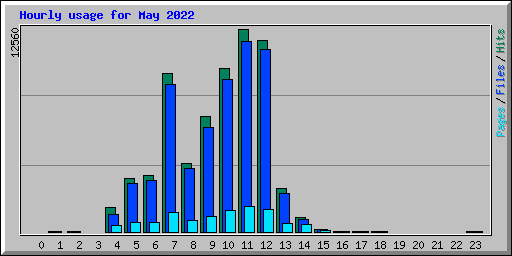 Hourly usage for May 2022
12560
Pages/Files/Hits
0 1 2 3 4 5 6 7 8 9 10 11 12 13 14 15 16 17 18 19 20 21 22 23